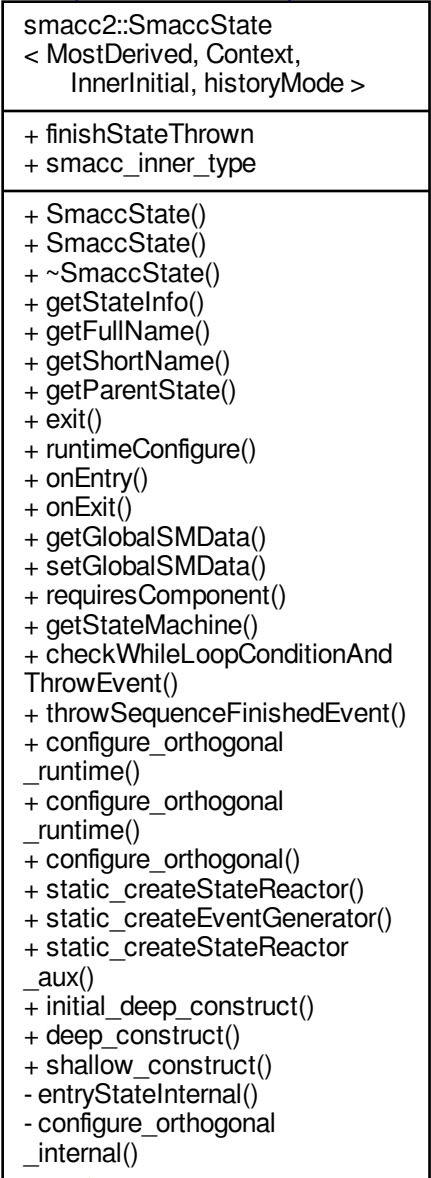 smacc2::SmaccState
< MostDerived, Context,
InnerInitial, historyMode >
+ finishStateThrown
+ smacc_inner_type
+ SmaccState()
+ SmaccState()
+ ~SmaccState()
+ getStateInfo()
+ getFullName()
+ getShortName()
+ getParentState()
+ exit()
+ runtimeConfigure()
+ onEntry()
+ onExit()
+ getGlobalSMData()
+ setGlobalSMData()
+ requiresComponent()
+ getStateMachine()
+ checkWhileLoopConditionAnd
ThrowEvent()
+ throwSequenceFinishedEvent()
+ configure_orthogonal
_runtime()
+ configure_orthogonal
_runtime()
+ configure_orthogonal()
+ static_createStateReactor()
+ static_createEventGenerator()
+ static_createStateReactor
_aux()
+ initial_deep_construct()
+ deep_construct()
+ shallow_construct()
- entryStateInternal()
- configure_orthogonal
_internal()